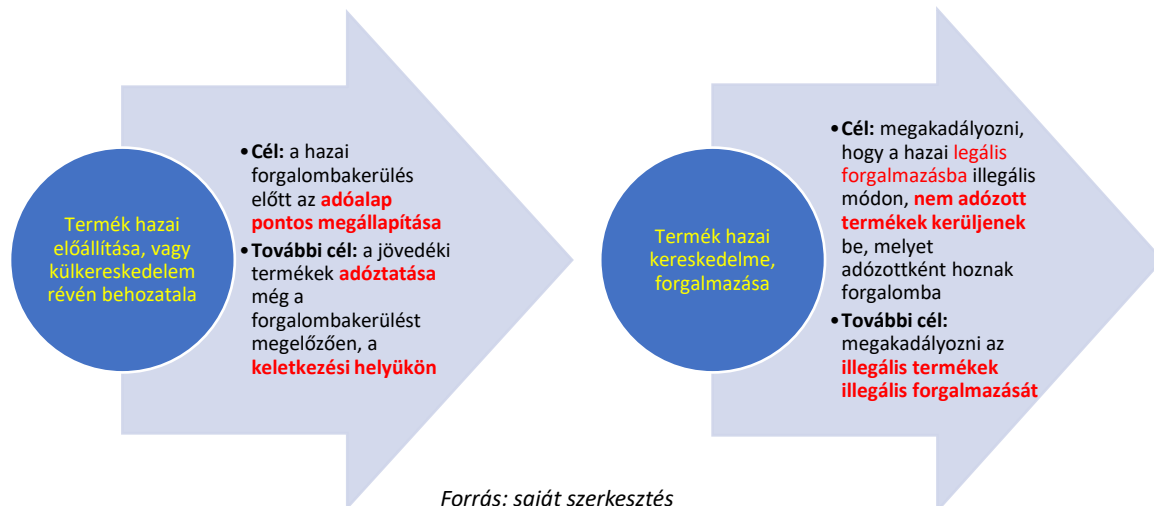 Termék hazai
előállítása, vagy
külkereskedelem
révén behozatala
•Cél: a hazai
forgalombakerülés
előtt az adóalap
pontos megállapítása
•További cél: a jövedéki
termékek adóztatása
még a
forgalombakerülést
megelőzően, a
keletkezési helyükön
Termék hazai
kereskedelme,
forgalmazása
•Cél: megakadályozni,
hogy a hazai legális
forgalmazásba illegális
módon, nem adózott
termékek kerüljenek
be, melyet
adózottként hoznak
forgalomba
•További cél:
megakadályozni az
illegális termékek
illegális forgalmazását
Forrás: saját szerkesztés